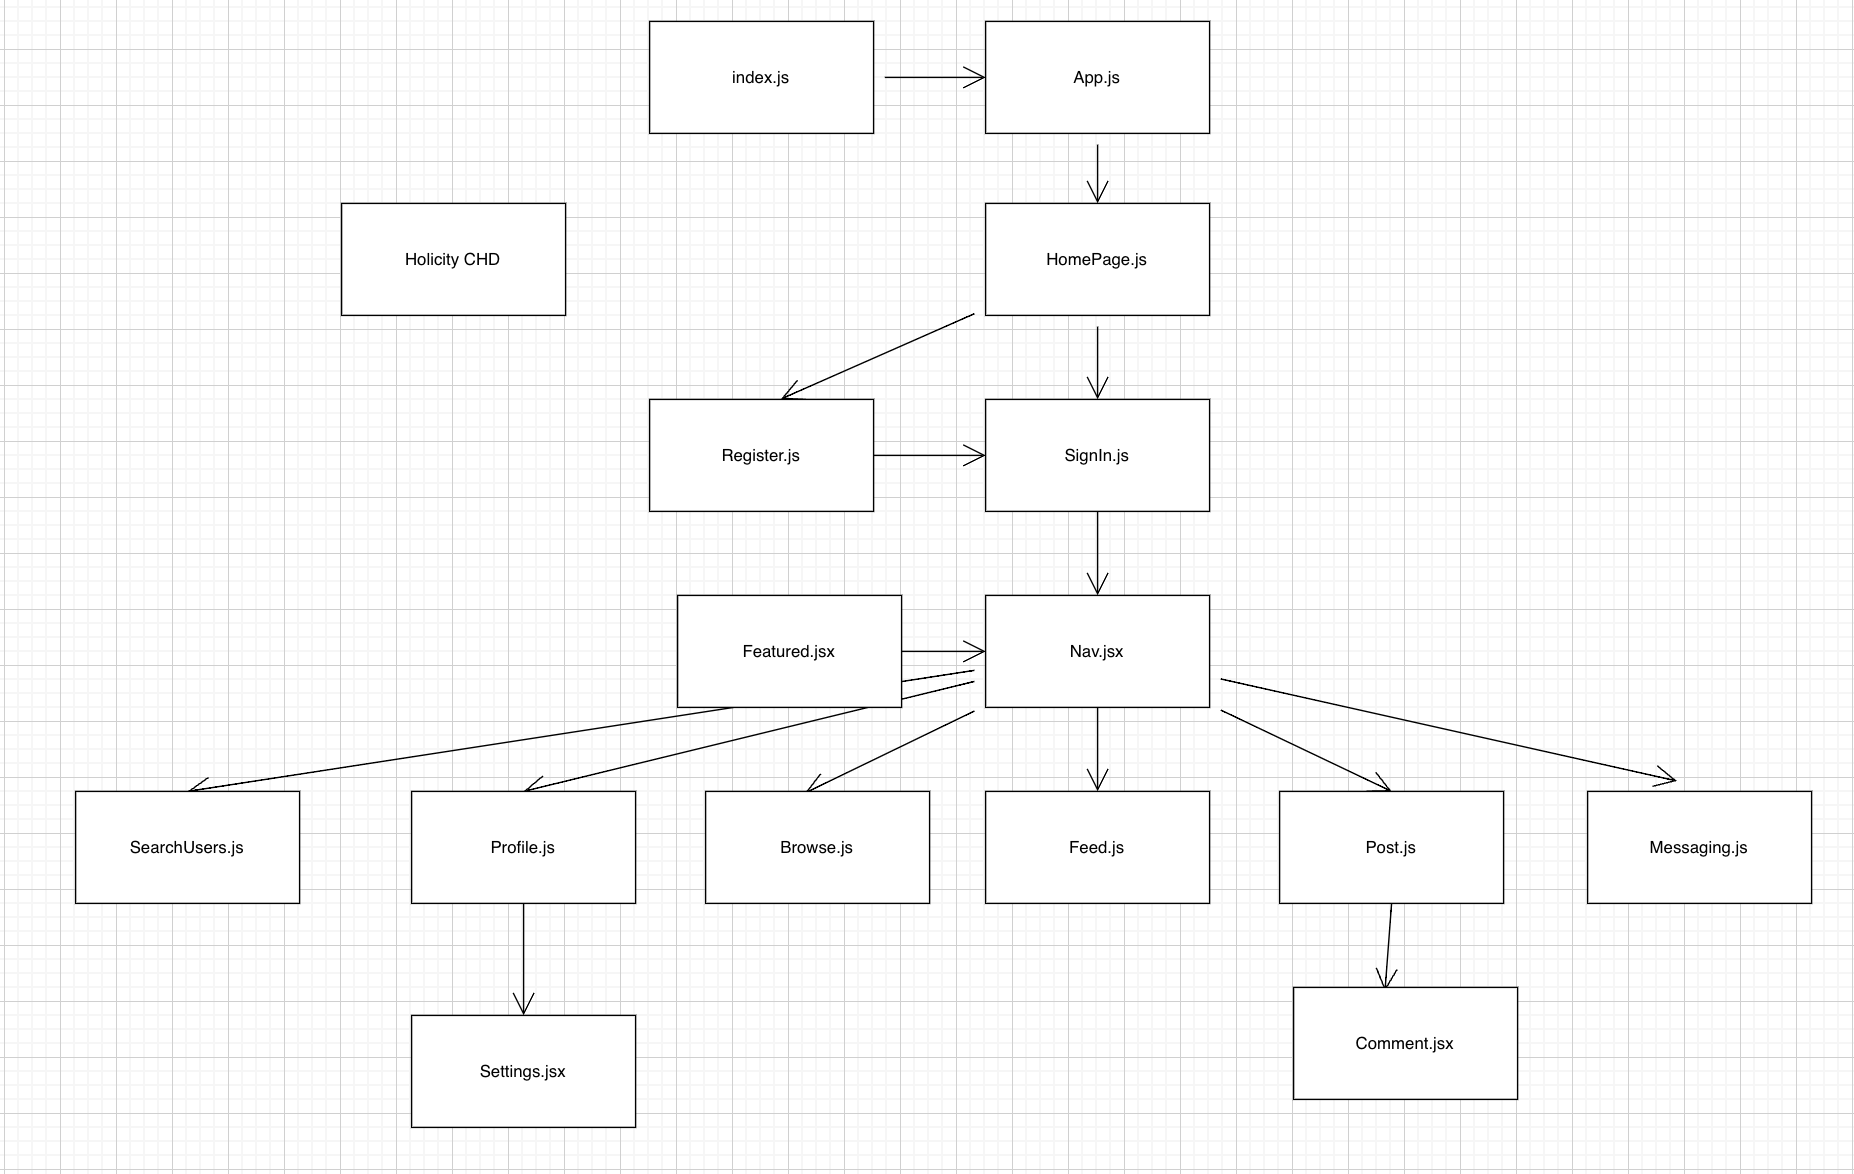 index.js
App.js
Holicity CHD
HomePage.js
Register.js
SignIn.js
Featured.jsx
Nav.jsx
SearchUsers.js
Profile.js
Browse.js
Feed.js
Post.js
Messaging.js
Settings.jsx
Comment.jsx